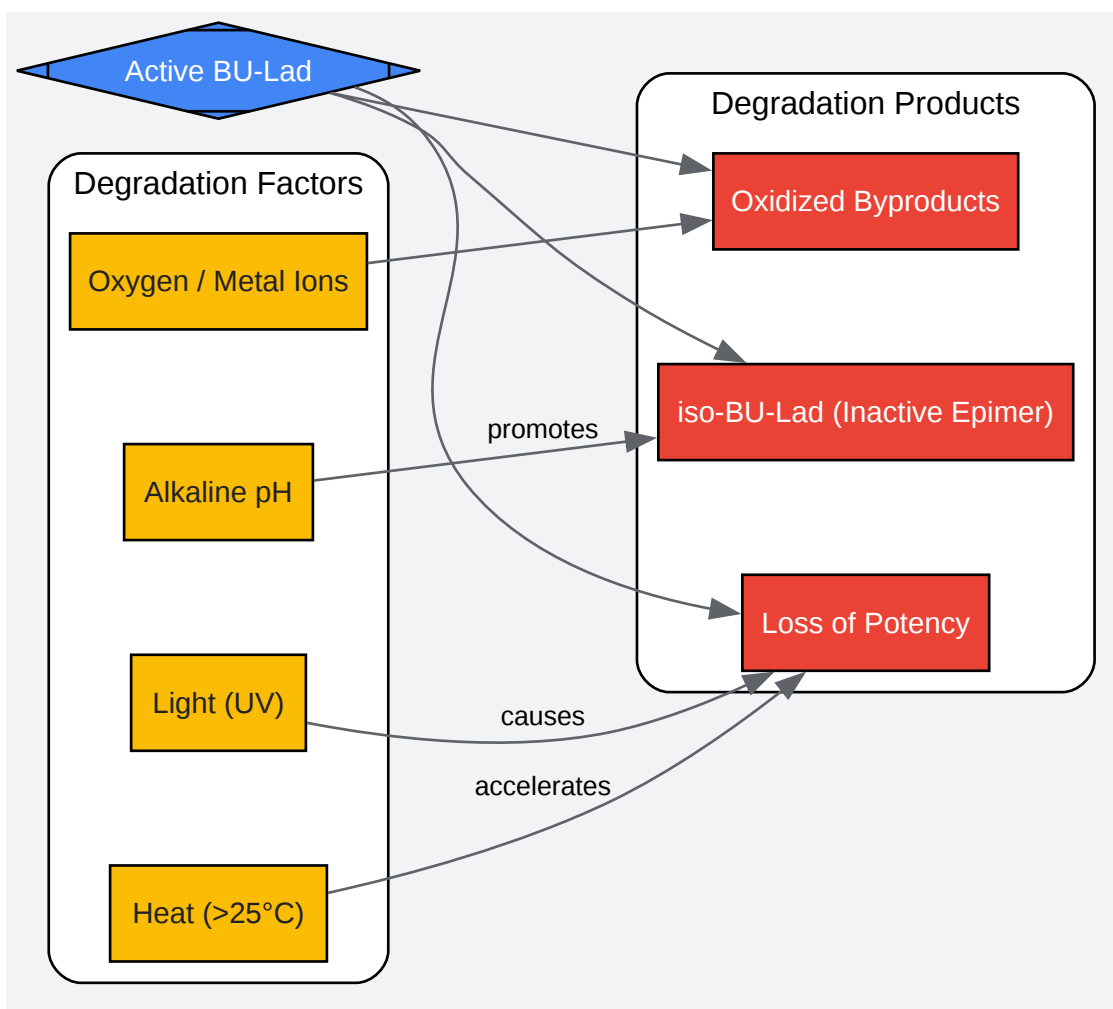 Active BU-Lad
Degradation Factors
Oxygen / Metal Ions
Alkaline pH
Light (UV)
Heat (>25°C)
promotes
causes
accelerates
Degradation Products
Oxidized Byproducts
iso-BU-Lad (Inactive Epimer)
Loss of Potency